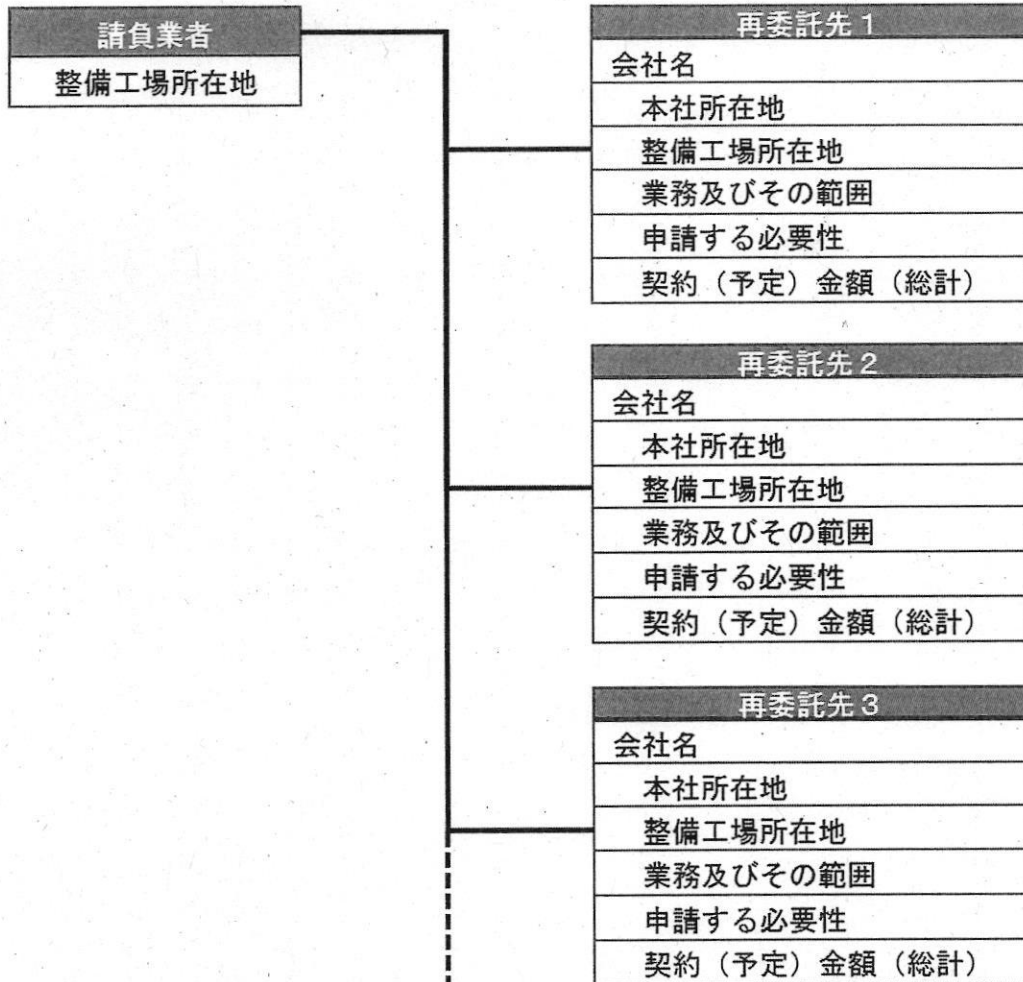 請負業者
整備工場所在地
再委託先1
会社名
本社所在地
整備工場所在地
業務及びその範囲
申請する必要性
契約（予定）金額（総計）
再委託先2
会社名
本社所在地
整備工場所在地
業務及びその範囲
申請する必要性
契約（予定）金額（総計）
再委託先3
会社名
本社所在地
整備工場所在地
業務及びその範囲
申請する必要性
契約（予定）金額（総計）